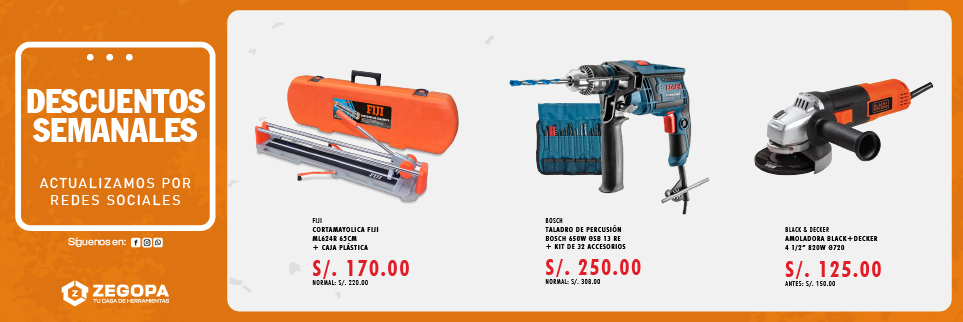 DESCUENTOS
SEMANALES
ACTUALIZAMOS POR
REDES SOCIALES
Síguenos en:
ZEGOPA
TU CASA DE HERRAMIENTAS
FIJI
FIJI
FIJI
CORTAMAYOLICA FIJI
ML624R 65CM
+ CAJA PLÁSTICA
S/. 170.00
NORMAL: S/. 220.00
BOSCH
BOSCH
TALADRO DE PERCUSIÓN
BOSCH 650W GSB 13 RE
+ KIT DE 32 ACCESORIOS
S/. 250.00
NORMAL: S/. 308.00
BLACK & DECKER
AMOLADORA BLACK+DECKER
4 1/2" 820W G720
S/. 125.00
ANTES: S/. 150.00